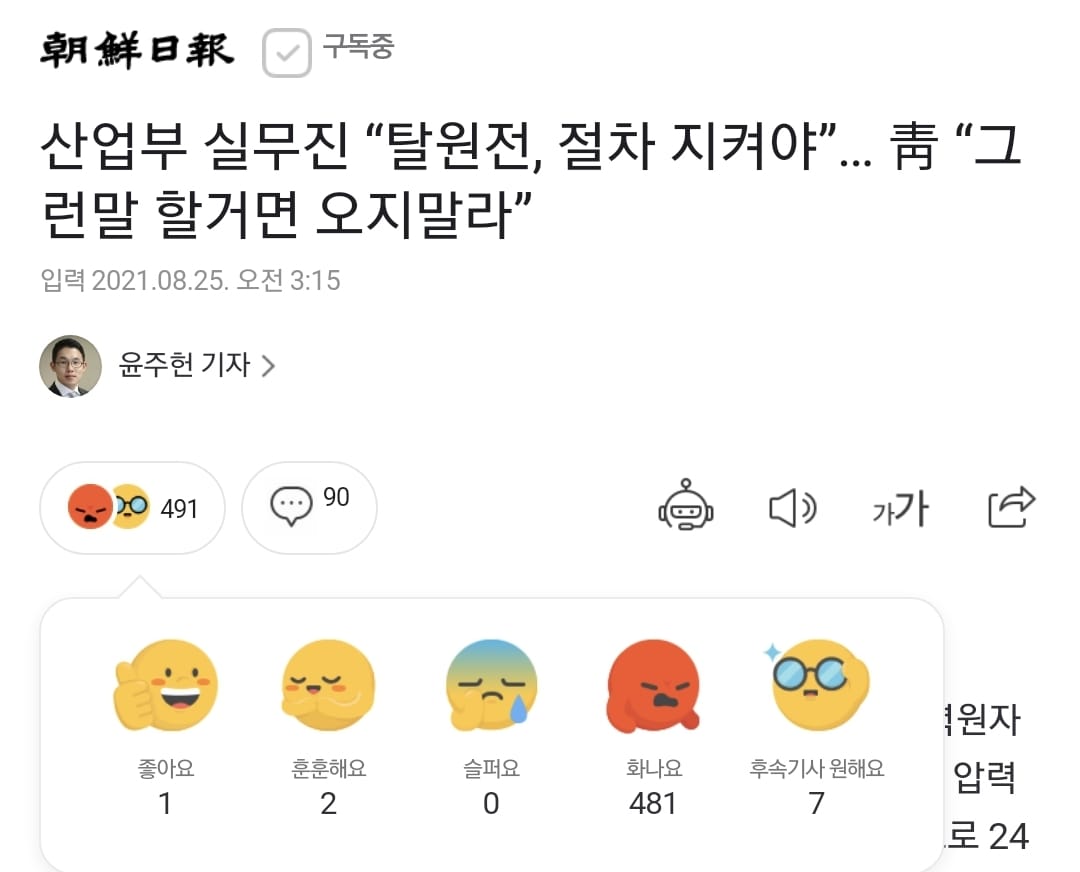 朝鮮日報 구독중
산업부 실무진 “탈원전, 절차 지켜야”… 靑 “그
런말 할거면 오지말라”
입력 2021.08.25. 오전 3:15
윤주헌 기자
491 90 가가
좋아요 훈훈해요 슬퍼요 화나요 후속기사 원해요
1 2 0 481 7
원자
압력
로 24